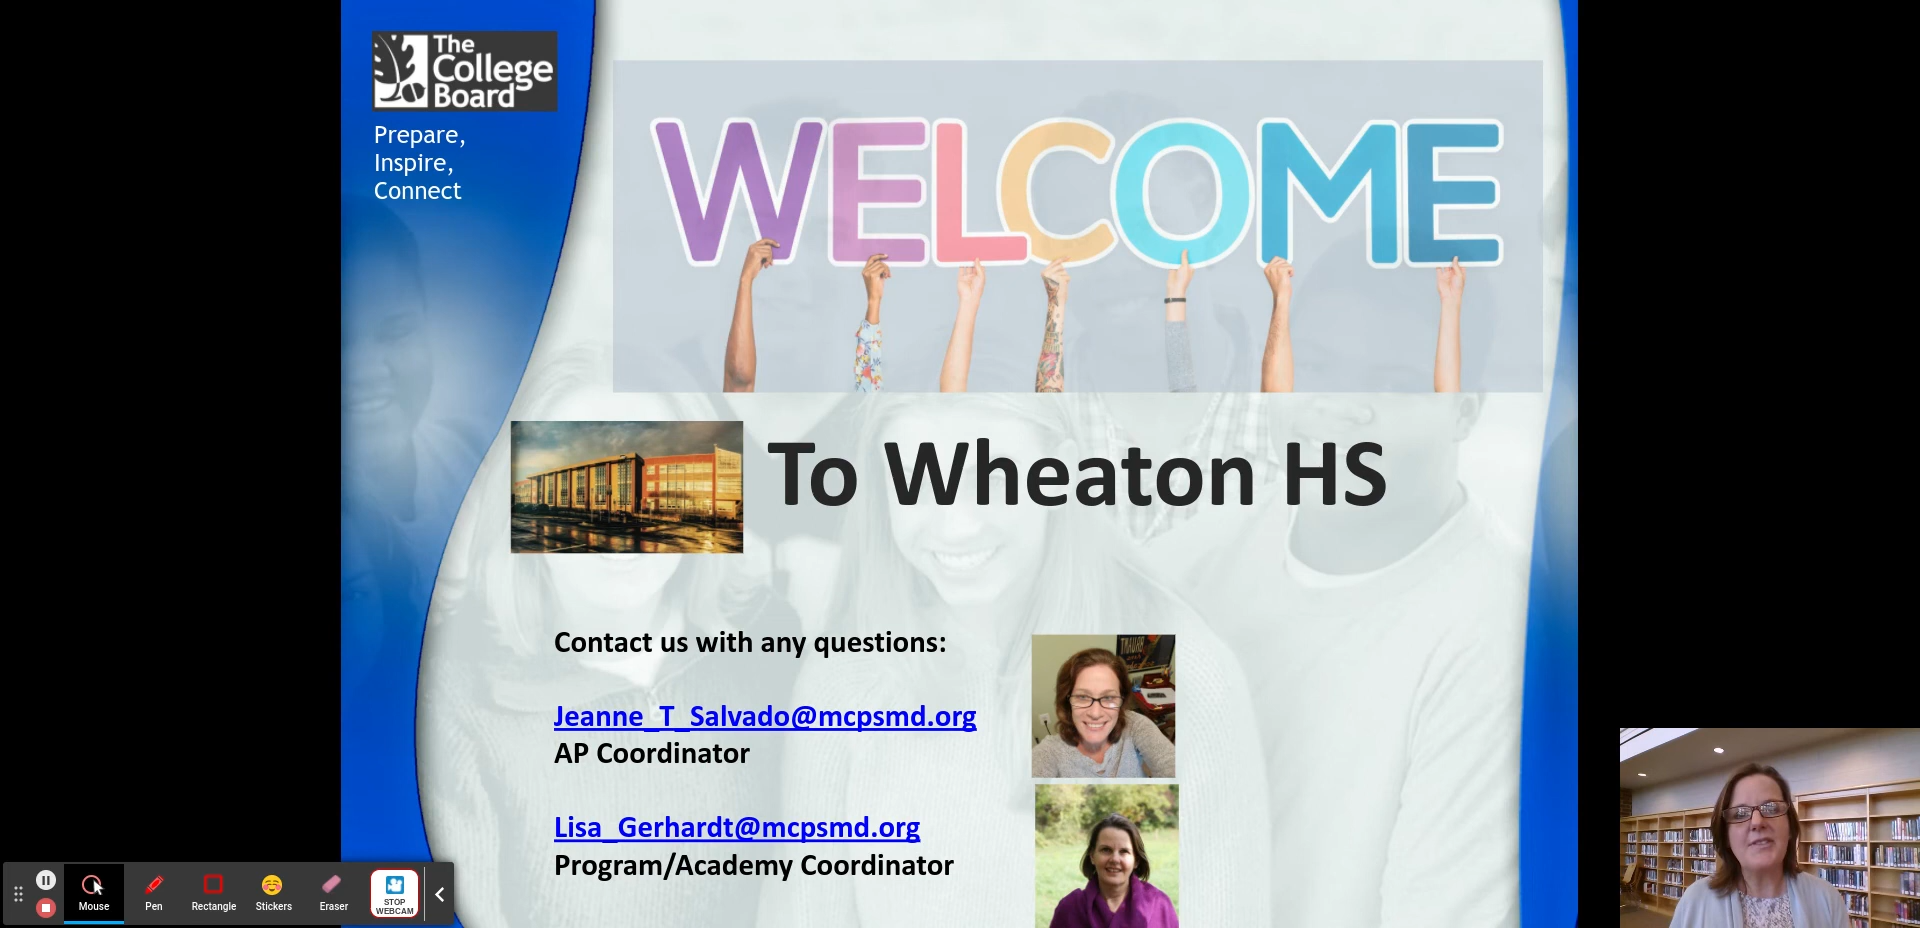 The
College
Board
Prepare,
Inspire,
Connect
WELCOME
To Wheaton HS
Contact us with any questions:
Jeanne_T_Salvado@mcpsmd.org
AP Coordinator
Lisa_Gerhardt@mcpsmd.org
Program/Academy Coordinator
Mouse
Pen
Rectangle
Stickers
Eraser
STOP
WEBCAM